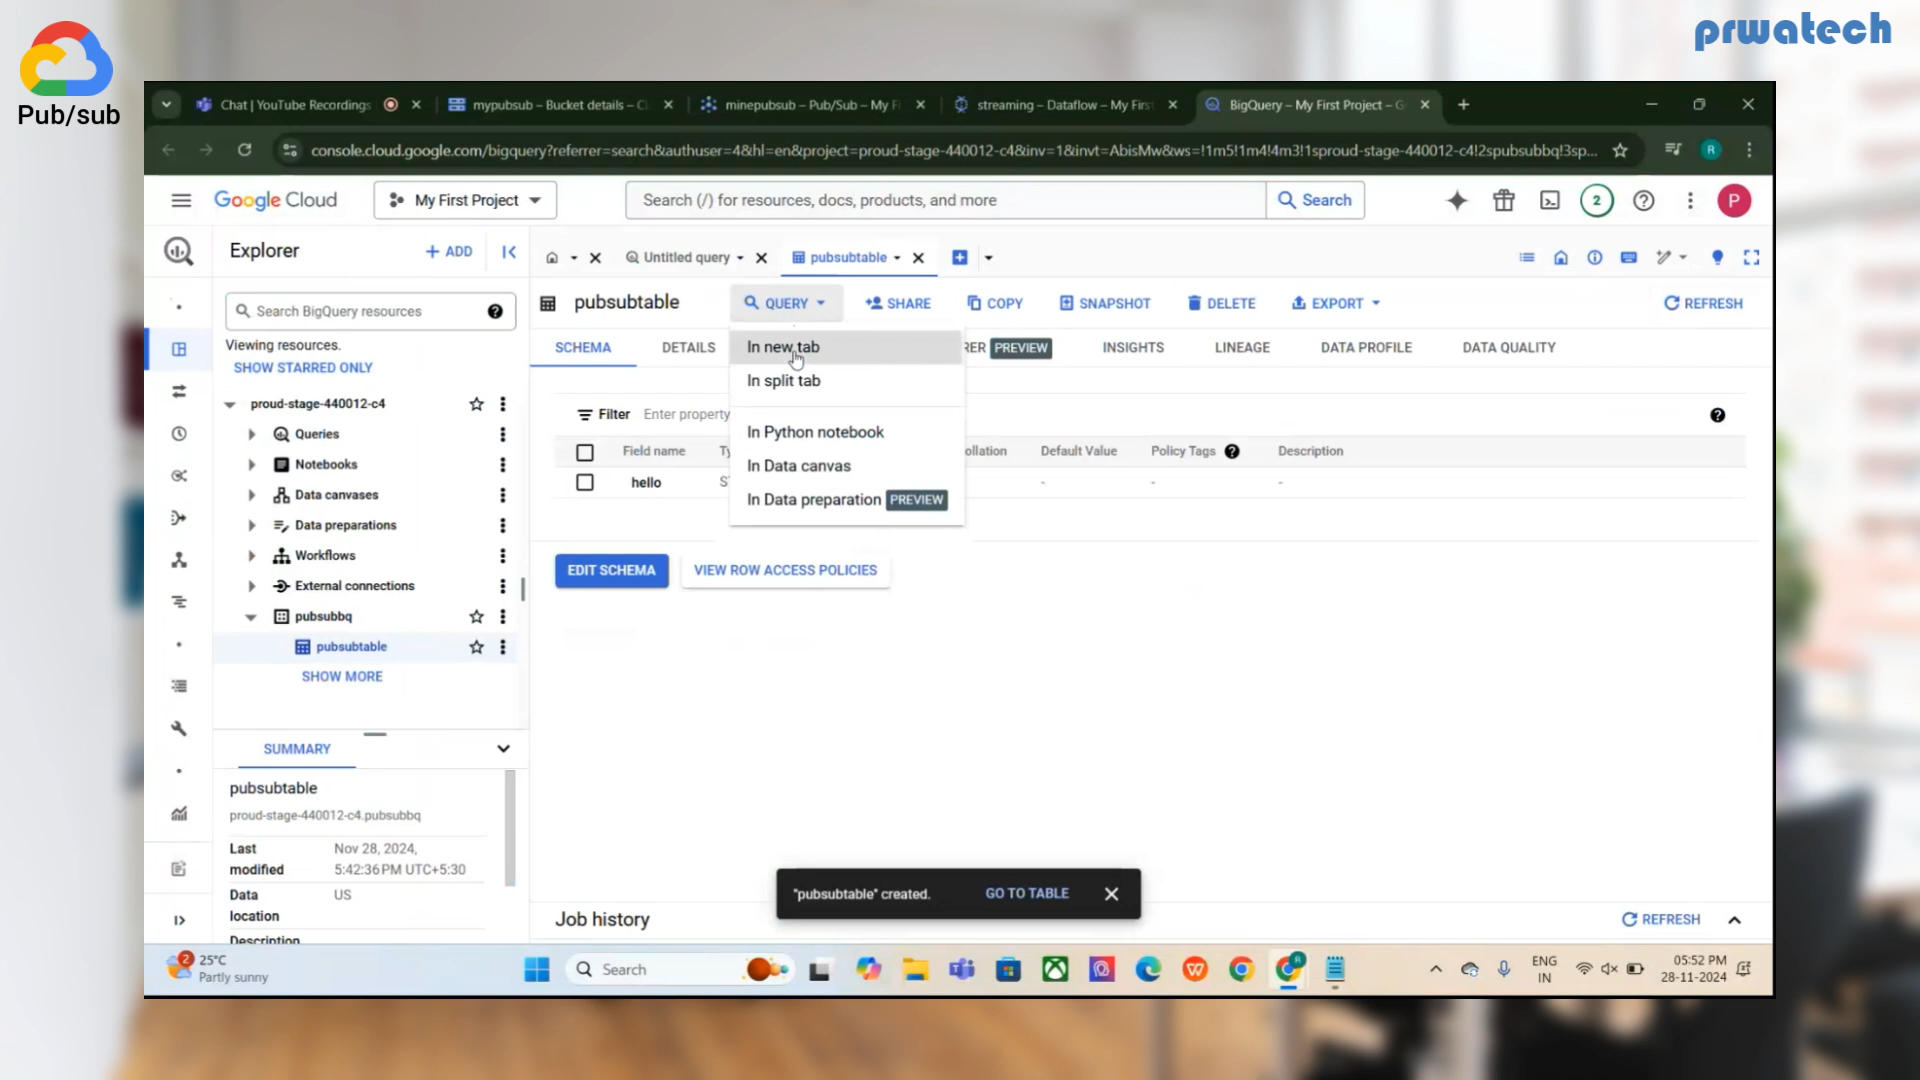 prwatech
Pub/sub
Chat | YouTube Recordings
mypubsub – Bucket details – Cl
minepubsub – Pub/Sub – My Fi
streaming – Dataflow – My First
BigQuery – My First Project – G
console.cloud.google.com/bigquery?referrer=search&authuser=4&hl=en&project=proud-stage-440012-c4&inv=1&invt=AbisMw&ws=!1m5!1m4!4m3!1sproud-stage-440012-c4!2spubsubbq!3sp...
R
Google Cloud
My First Project
Search (/) for resources, docs, products, and more
Search
2
P
Explorer
+ ADD
Untitled query
pubsubtable
Search BigQuery resources
pubsubtable
QUERY
SHARE
COPY
SNAPSHOT
DELETE
EXPORT
REFRESH
Viewing resources.
SHOW STARRED ONLY
SCHEMA
DETAILS
In new tab
RER PREVIEW
INSIGHTS
LINEAGE
DATA PROFILE
DATA QUALITY
In split tab
In Python notebook
In Data canvas
In Data preparation PREVIEW
proud-stage-440012-c4
Queries
Notebooks
Data canvases
Data preparations
Workflows
External connections
pubsubbq
pubsubtable
SHOW MORE
Filter Enter property
Field name Ty ollation Default Value Policy Tags Description
hello S - - -
EDIT SCHEMA
VIEW ROW ACCESS POLICIES
SUMMARY
pubsubtable
proud-stage-440012-c4.pubsubbq
Last modified
Nov 28, 2024, 5:42:36 PM UTC+5:30
Data location
US
Description
"pubsubtable" created.
GO TO TABLE
Job history
REFRESH
2
25°C
Partly sunny
Search
R
ENG
IN
05:52 PM
28-11-2024